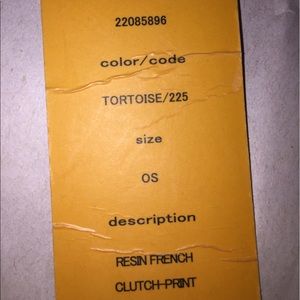 22085896
color/code
TORTOISE/225
size
OS
description
RESIN FRENCH
CLUTCH-PRINT